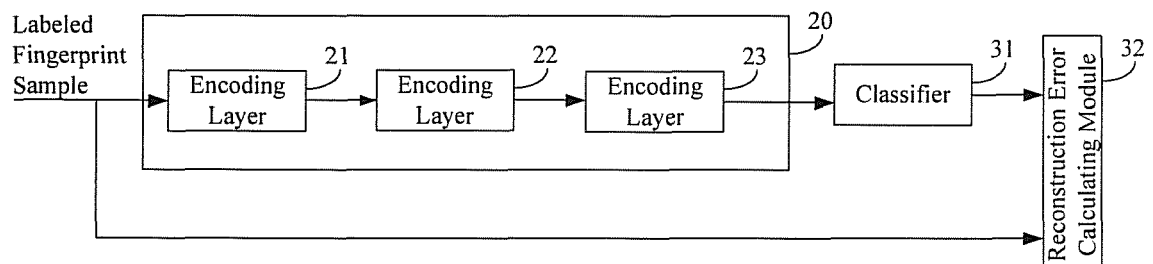 Labeled
Fingerprint
Sample
20
21
Encoding
Layer
22
Encoding
Layer
23
Encoding
Layer
31
Classifier
32
Reconstruction Error
Calculating Module